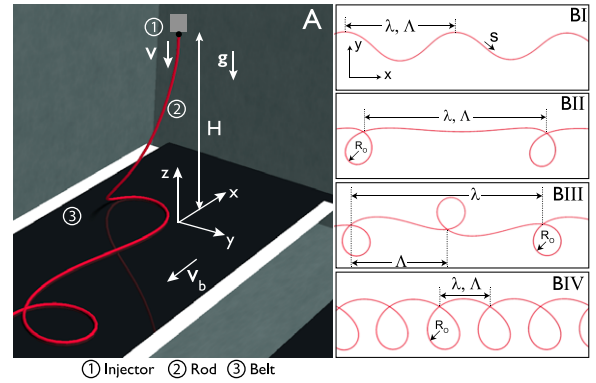 A
①
v
g
②
H
③
z
x
y
v_b
① Injector ② Rod ③ Belt
BI
λ, Λ
s
y
x
BII
λ, Λ
R_o
BIII
λ
R_o
Λ
BIV
λ, Λ
R_o